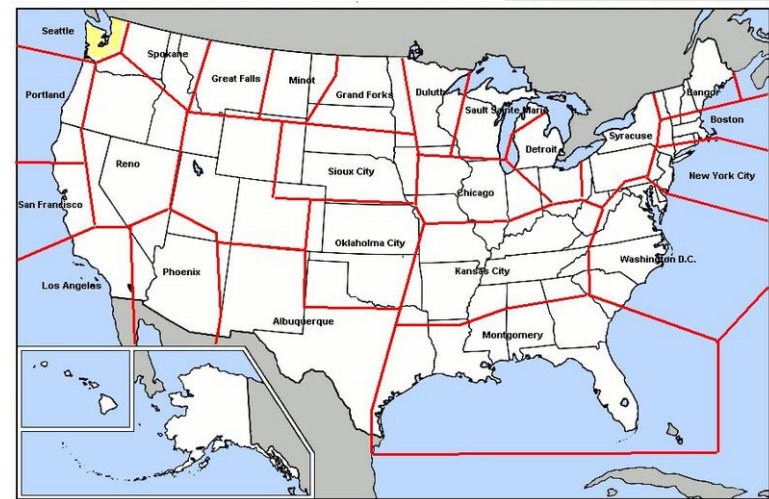 Seattle
Spokane
Great Falls
Minot
Grand Forks
Duluth
Sault Sainte Marie
Bangor
Portland
Boston
Syracuse
Detroit
Reno
Sioux City
New York City
Chicago
San Francisco
Oklaholma City
Washington D.C.
Kansas City
Phoenix
Los Angeles
Albuquerque
Montgomery